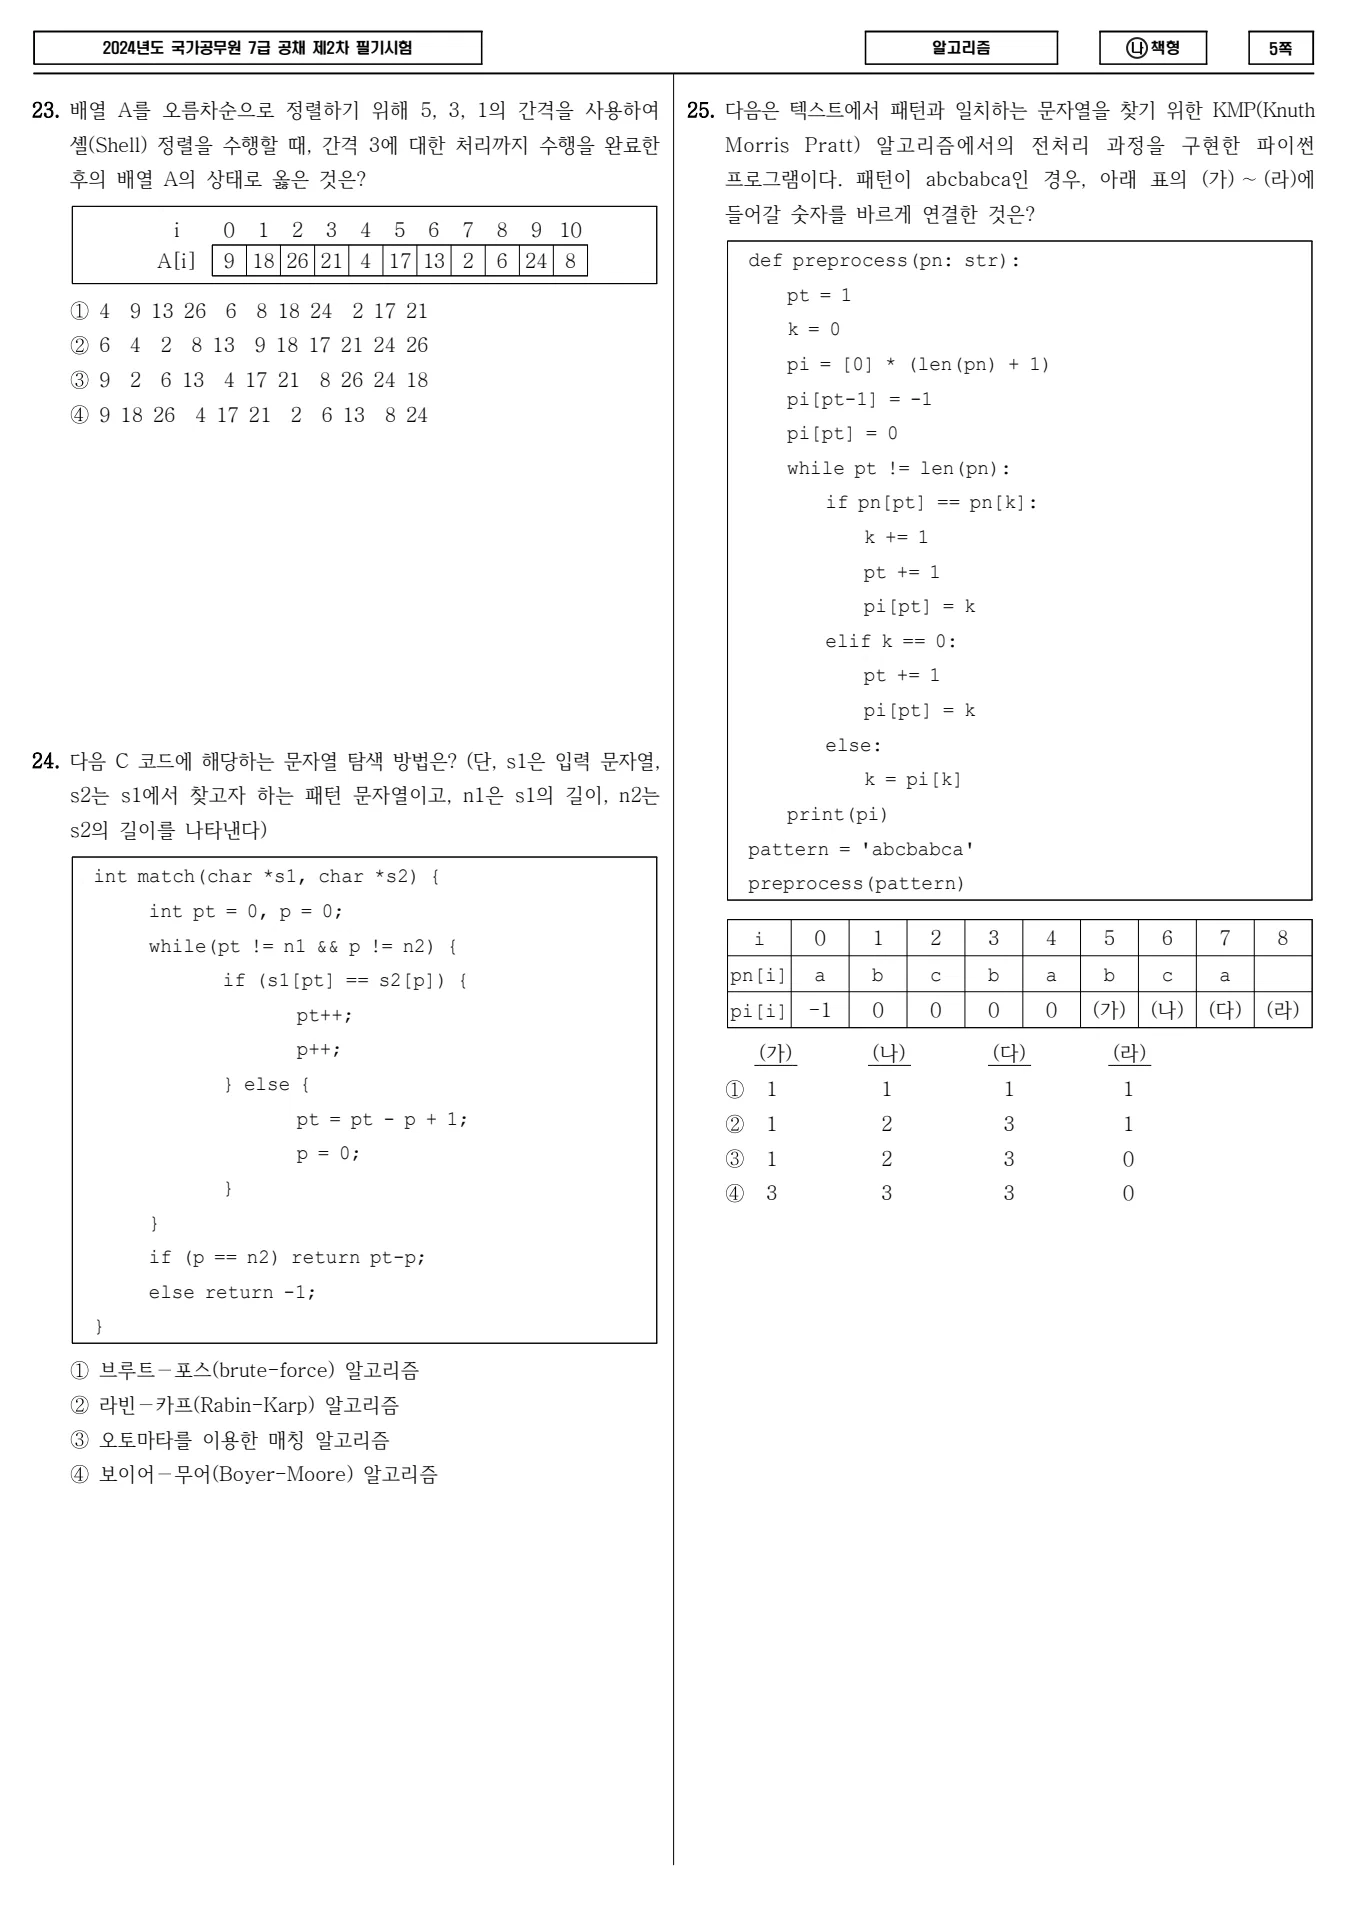 2024년도 국가공무원 7급 공채 제2차 필기시험
알고리즘
㉯ 책형
5쪽
23. 배열 A를 오름차순으로 정렬하기 위해 5, 3, 1의 간격을 사용하여
셸(Shell) 정렬을 수행할 때, 간격 3에 대한 처리까지 수행을 완료한
후의 배열 A의 상태로 옳은 것은?
i 0 1 2 3 4 5 6 7 8 9 10
A[i] 9 18 26 21 4 17 13 2 6 24 8
① 4 9 13 26 6 8 18 24 2 17 21
② 6 4 2 8 13 9 18 17 21 24 26
③ 9 2 6 13 4 17 21 8 26 24 18
④ 9 18 26 4 17 21 2 6 13 8 24
24. 다음 C 코드에 해당하는 문자열 탐색 방법은? (단, s1은 입력 문자열,
s2는 s1에서 찾고자 하는 패턴 문자열이고, n1은 s1의 길이, n2는
s2의 길이를 나타낸다)
int match(char *s1, char *s2) {
int pt = 0, p = 0;
while(pt != n1 && p != n2) {
if (s1[pt] == s2[p]) {
pt++;
p++;
} else {
pt = pt - p + 1;
p = 0;
}
}
if (p == n2) return pt-p;
else return -1;
}
① 브루트－포스(brute-force) 알고리즘
② 라빈－카프(Rabin-Karp) 알고리즘
③ 오토마타를 이용한 매칭 알고리즘
④ 보이어－무어(Boyer-Moore) 알고리즘
25. 다음은 텍스트에서 패턴과 일치하는 문자열을 찾기 위한 KMP(Knuth
Morris Pratt) 알고리즘에서의 전처리 과정을 구현한 파이썬
프로그램이다. 패턴이 abcbabca인 경우, 아래 표의 (가) ~ (라)에
들어갈 숫자를 바르게 연결한 것은?
def preprocess(pn: str):
pt = 1
k = 0
pi = [0] * (len(pn) + 1)
pi[pt-1] = -1
pi[pt] = 0
while pt != len(pn):
if pn[pt] == pn[k]:
k += 1
pt += 1
pi[pt] = k
elif k == 0:
pt += 1
pi[pt] = k
else:
k = pi[k]
print(pi)
pattern = 'abcbabca'
preprocess(pattern)
i 0 1 2 3 4 5 6 7 8
pn[i] a b c b a b c a
pi[i] -1 0 0 0 0 (가) (나) (다) (라)
(가) (나) (다) (라)
① 1 1 1 1
② 1 2 3 1
③ 1 2 3 0
④ 3 3 3 0